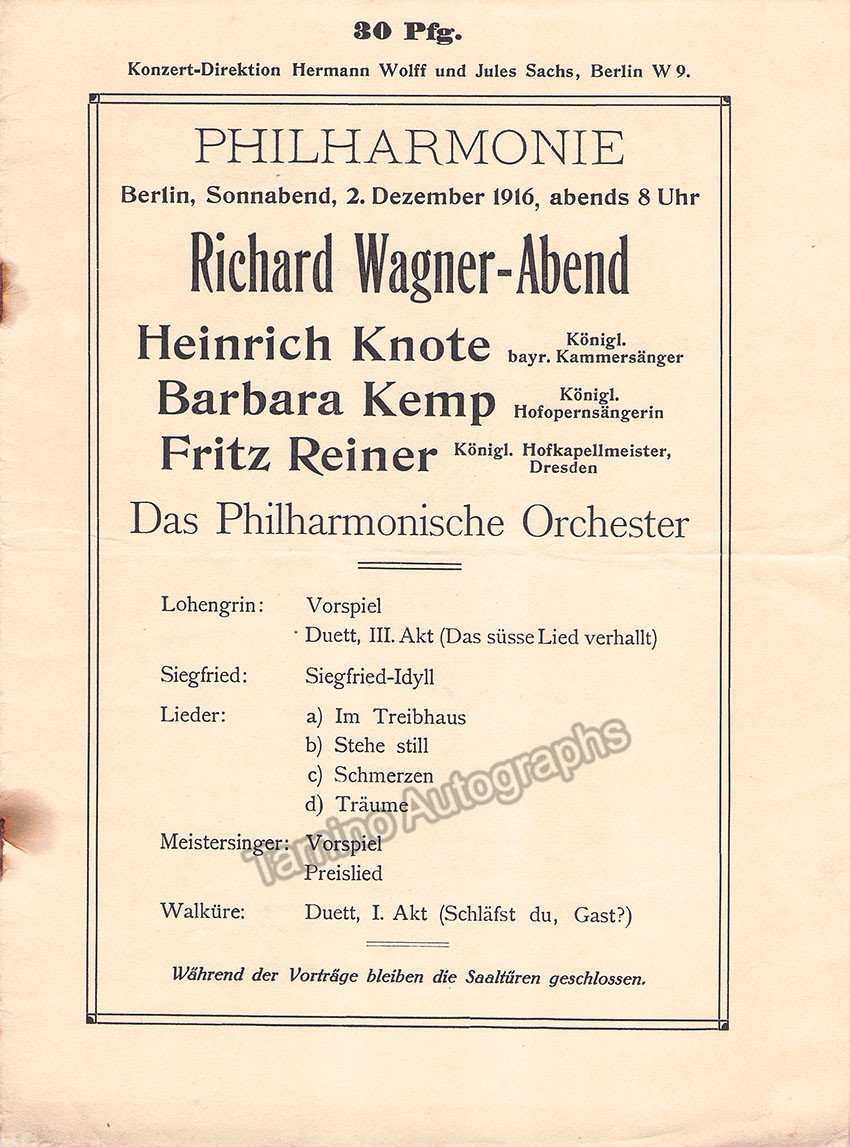 30 Pfg.
Konzert-Direktion Hermann Wolff und Jules Sachs, Berlin W 9.
PHILHARMONIE
Berlin, Sonnabend, 2. Dezember 1916, abends 8 Uhr
Richard Wagner-Abend
Heinrich Knote Königl. bayr. Kammersänger
Barbara Kemp Königl. Hofopernsängerin
Fritz Reiner Königl. Hofkapellmeister, Dresden
Das Philharmonische Orchester
Lohengrin: Vorspiel
Duett, III. Akt (Das süsse Lied verhallt)
Siegfried: Siegfried-Idyll
Lieder: a) Im Treibhaus
b) Stehe still
c) Schmerzen
d) Träume
Meistersinger: Vorspiel
Preislied
Walküre: Duett, I. Akt (Schläfst du, Gast?)
Während der Vorträge bleiben die Saaltüren geschlossen.
Tamino Autographs